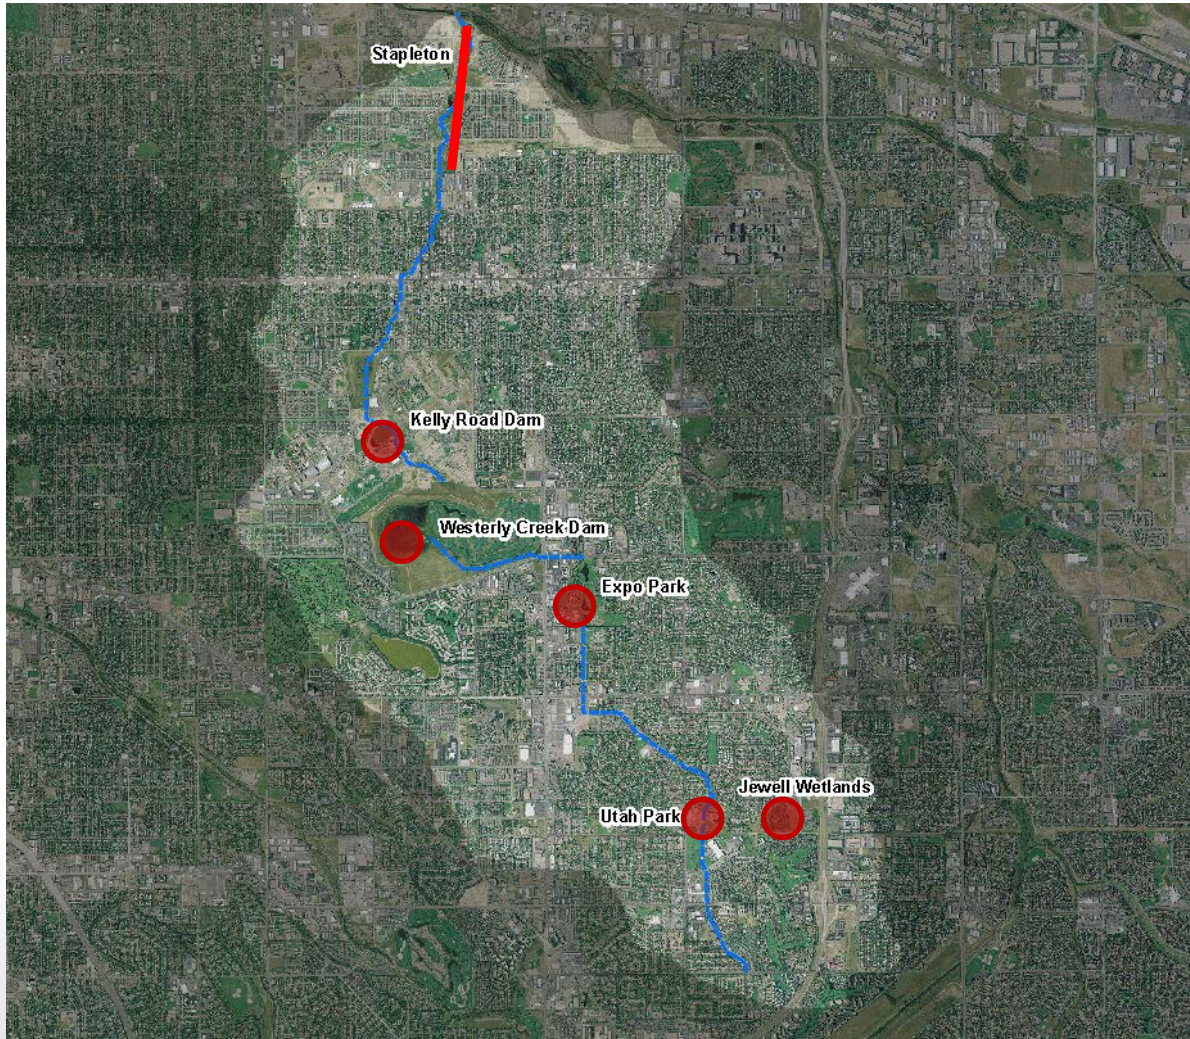 Stapleton
Kelly Road Dam
Westerly Creek Dam
Expo Park
Jewell Wetlands
Utah Park